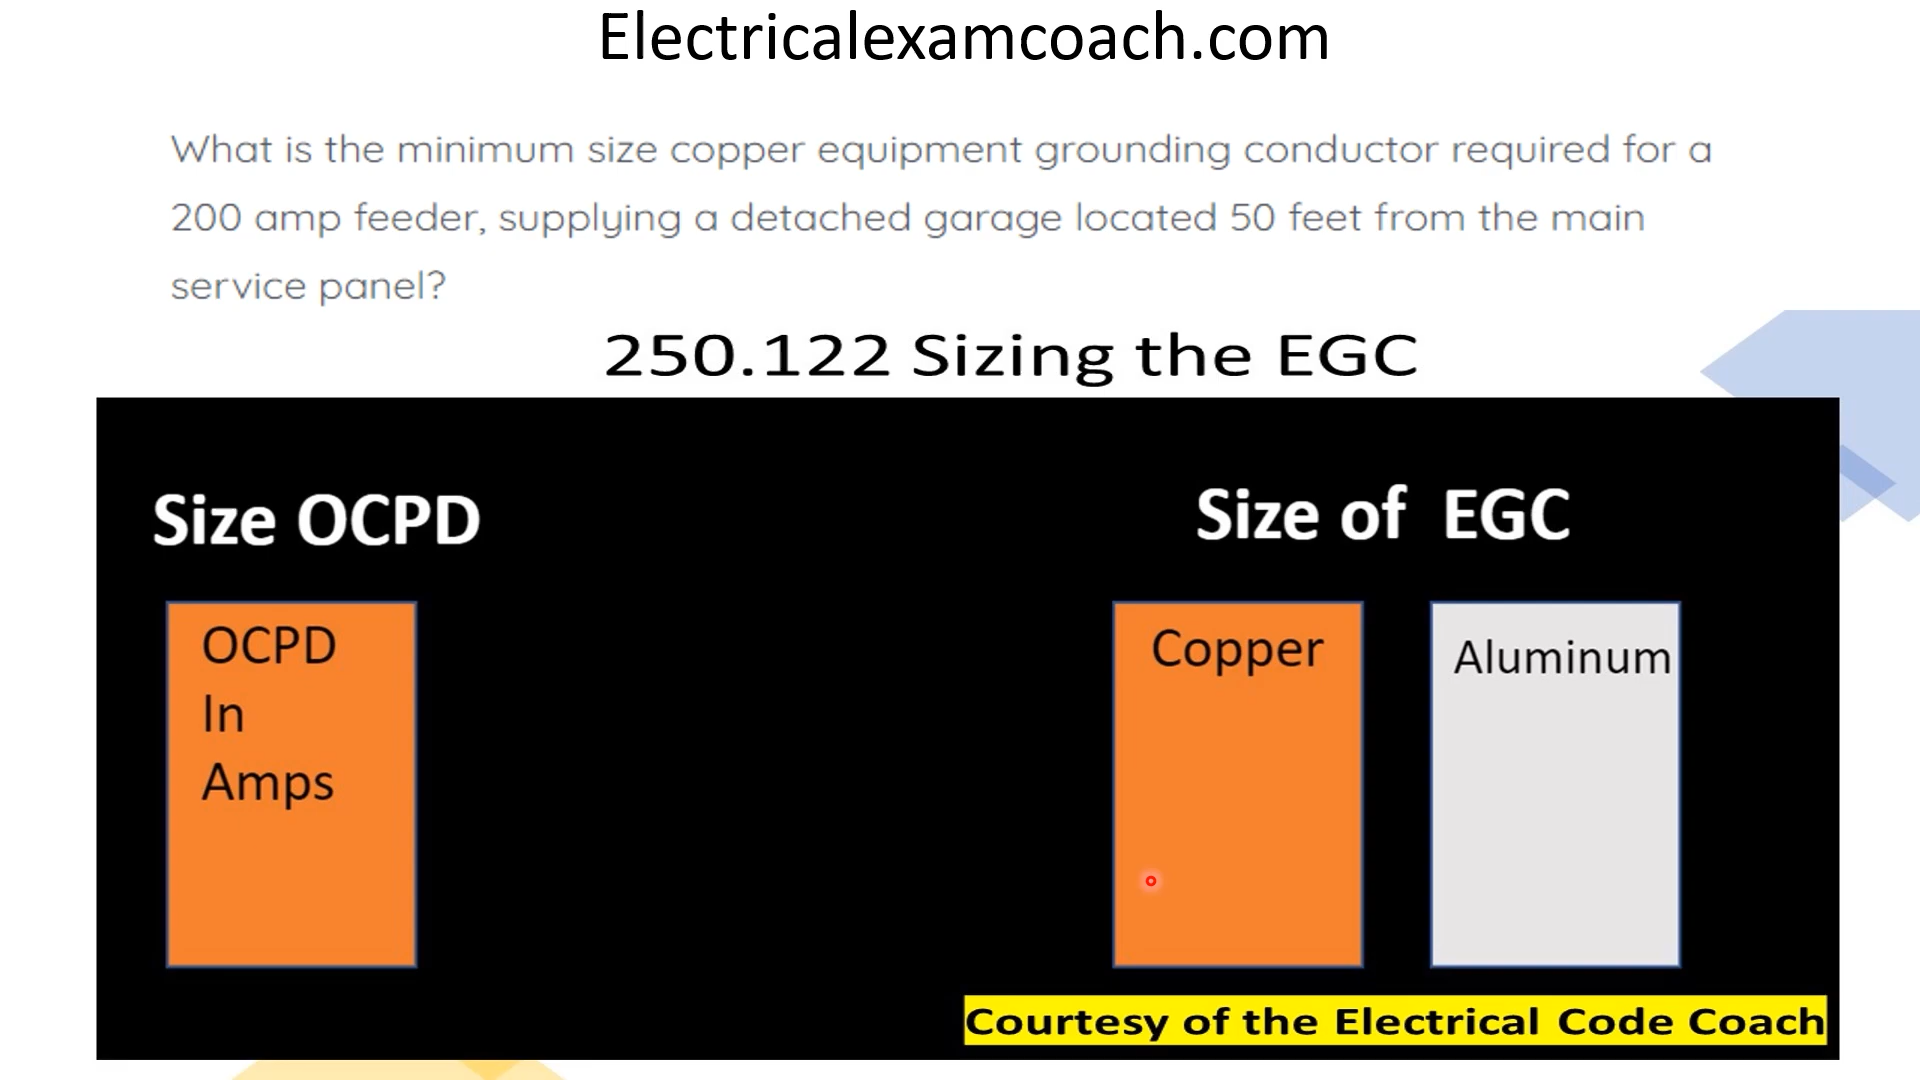 Electricalexamcoach.com
What is the minimum size copper equipment grounding conductor required for a
200 amp feeder, supplying a detached garage located 50 feet from the main
service panel?
250.122 Sizing the EGC
Size OCPD
Size of EGC
OCPD
In
Amps
Copper
Aluminum
Courtesy of the Electrical Code Coach